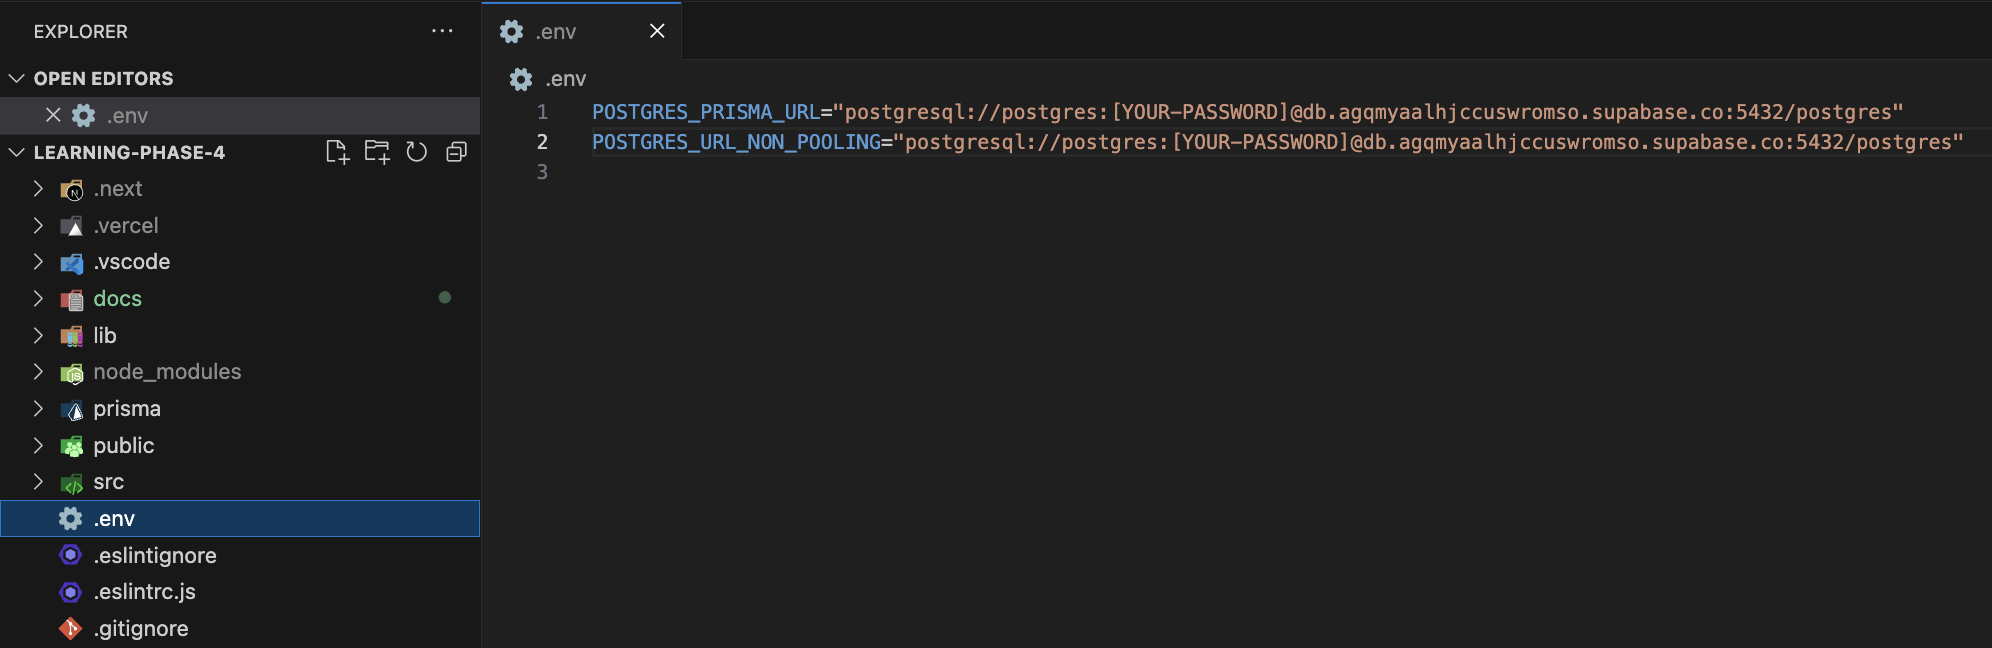 EXPLORER
OPEN EDITORS
.env
LEARNING-PHASE-4
.next
.vercel
.vscode
docs
lib
node_modules
prisma
public
src
.env
.eslintignore
.eslintrc.js
.gitignore
.env
.env
1 POSTGRES_PRISMA_URL="postgresql://postgres:[YOUR-PASSWORD]@db.agqmyaalhjccuswromso.supabase.co:5432/postgres"
2 POSTGRES_URL_NON_POOLING="postgresql://postgres:[YOUR-PASSWORD]@db.agqmyaalhjccuswromso.supabase.co:5432/postgres"
3